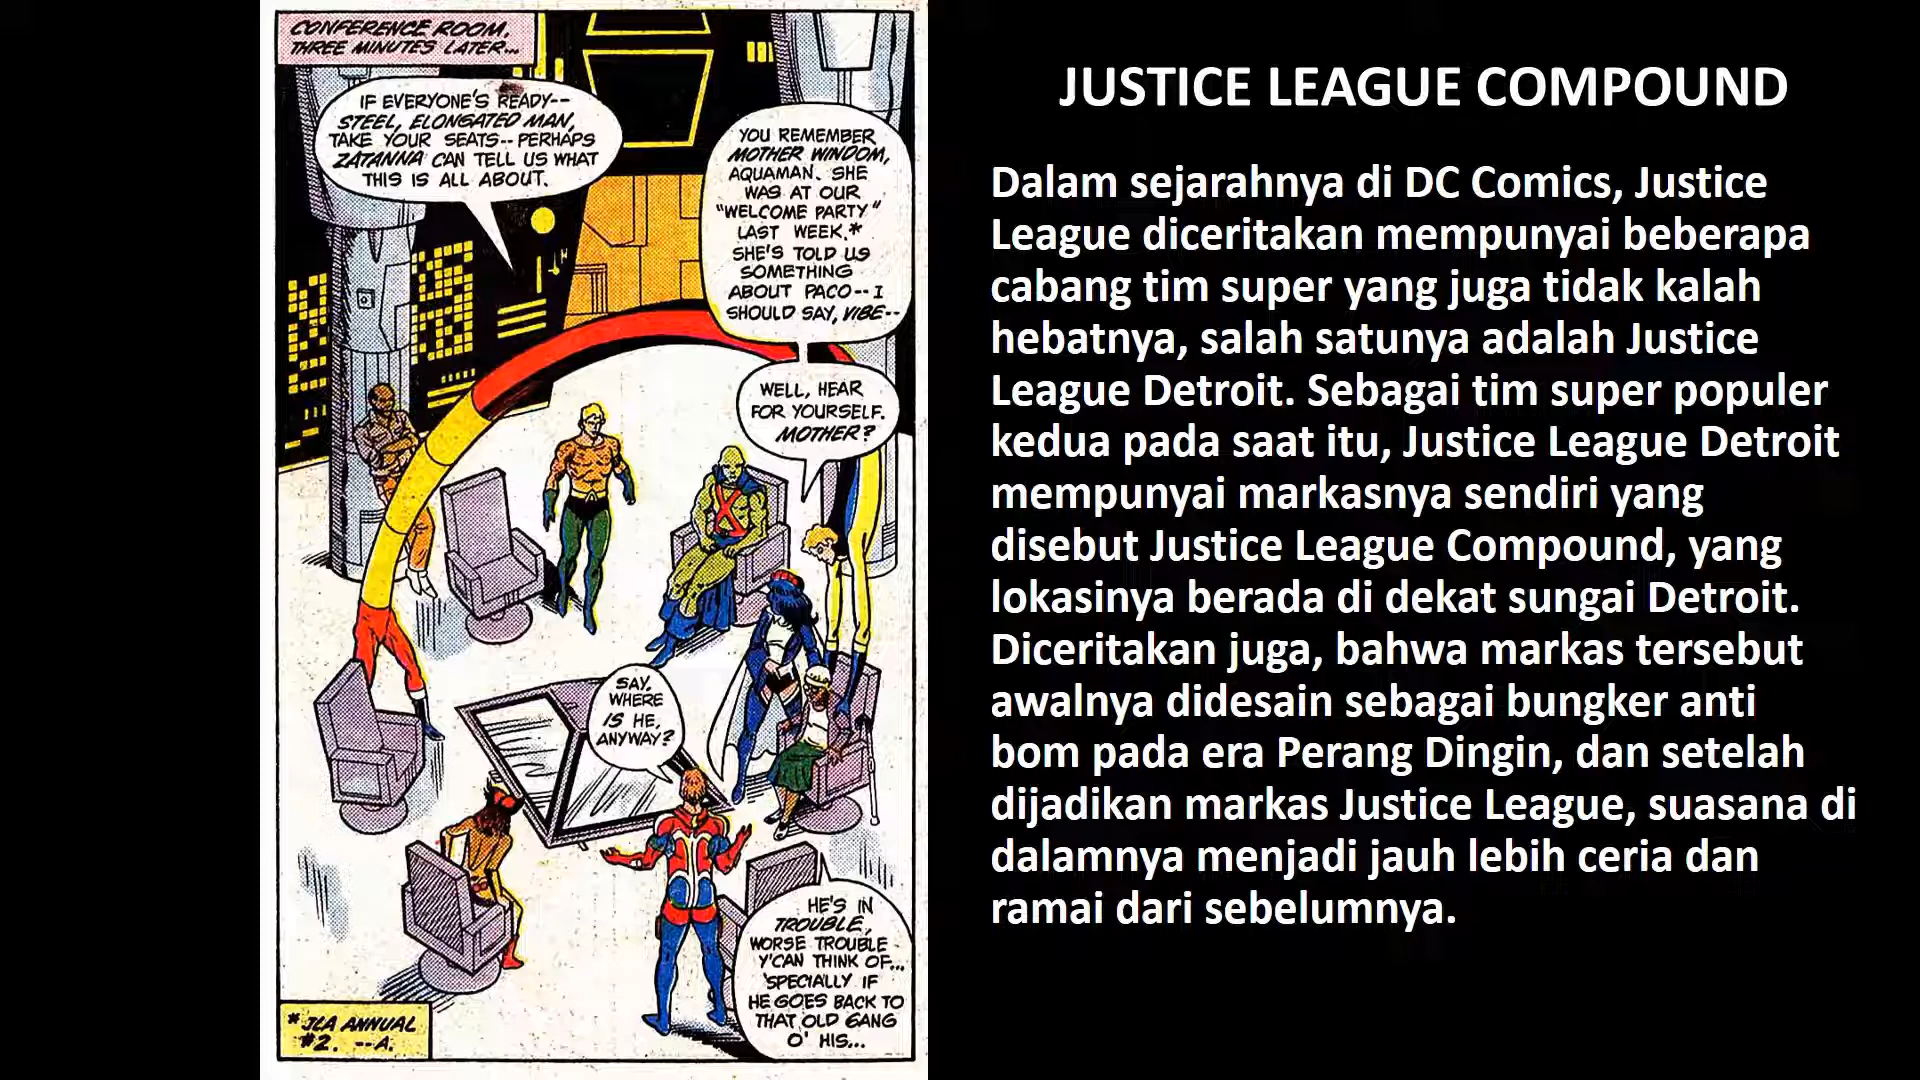 CONFERENCE ROOM,
THREE MINUTES LATER...
IF EVERYONE'S READY--
STEEL, ELONGATED MAN,
TAKE YOUR SEATS--PERHAPS
ZATANNA CAN TELL US WHAT
THIS IS ALL ABOUT.
YOU REMEMBER
MOTHER WINDOM,
AQUAMAN. SHE
WAS AT OUR
"WELCOME PARTY"
LAST WEEK.*
SHE'S TOLD US
SOMETHING
ABOUT PACO--I
SHOULD SAY, VIBE--
WELL, HEAR
FOR YOURSELF.
MOTHER?
SAY,
WHERE
IS HE,
ANYWAY?
HE'S IN
TROUBLE,
WORSE TROUBLE
Y'CAN THINK OF...
'SPECIALLY IF
HE GOES BACK TO
THAT OLD GANG
O' HIS...
*JLA ANNUAL
#2. --A.
JUSTICE LEAGUE COMPOUND
Dalam sejarahnya di DC Comics, Justice
League diceritakan mempunyai beberapa
cabang tim super yang juga tidak kalah
hebatnya, salah satunya adalah Justice
League Detroit. Sebagai tim super populer
kedua pada saat itu, Justice League Detroit
mempunyai markasnya sendiri yang
disebut Justice League Compound, yang
lokasinya berada di dekat sungai Detroit.
Diceritakan juga, bahwa markas tersebut
awalnya didesain sebagai bungker anti
bom pada era Perang Dingin, dan setelah
dijadikan markas Justice League, suasana di
dalamnya menjadi jauh lebih ceria dan
ramai dari sebelumnya.